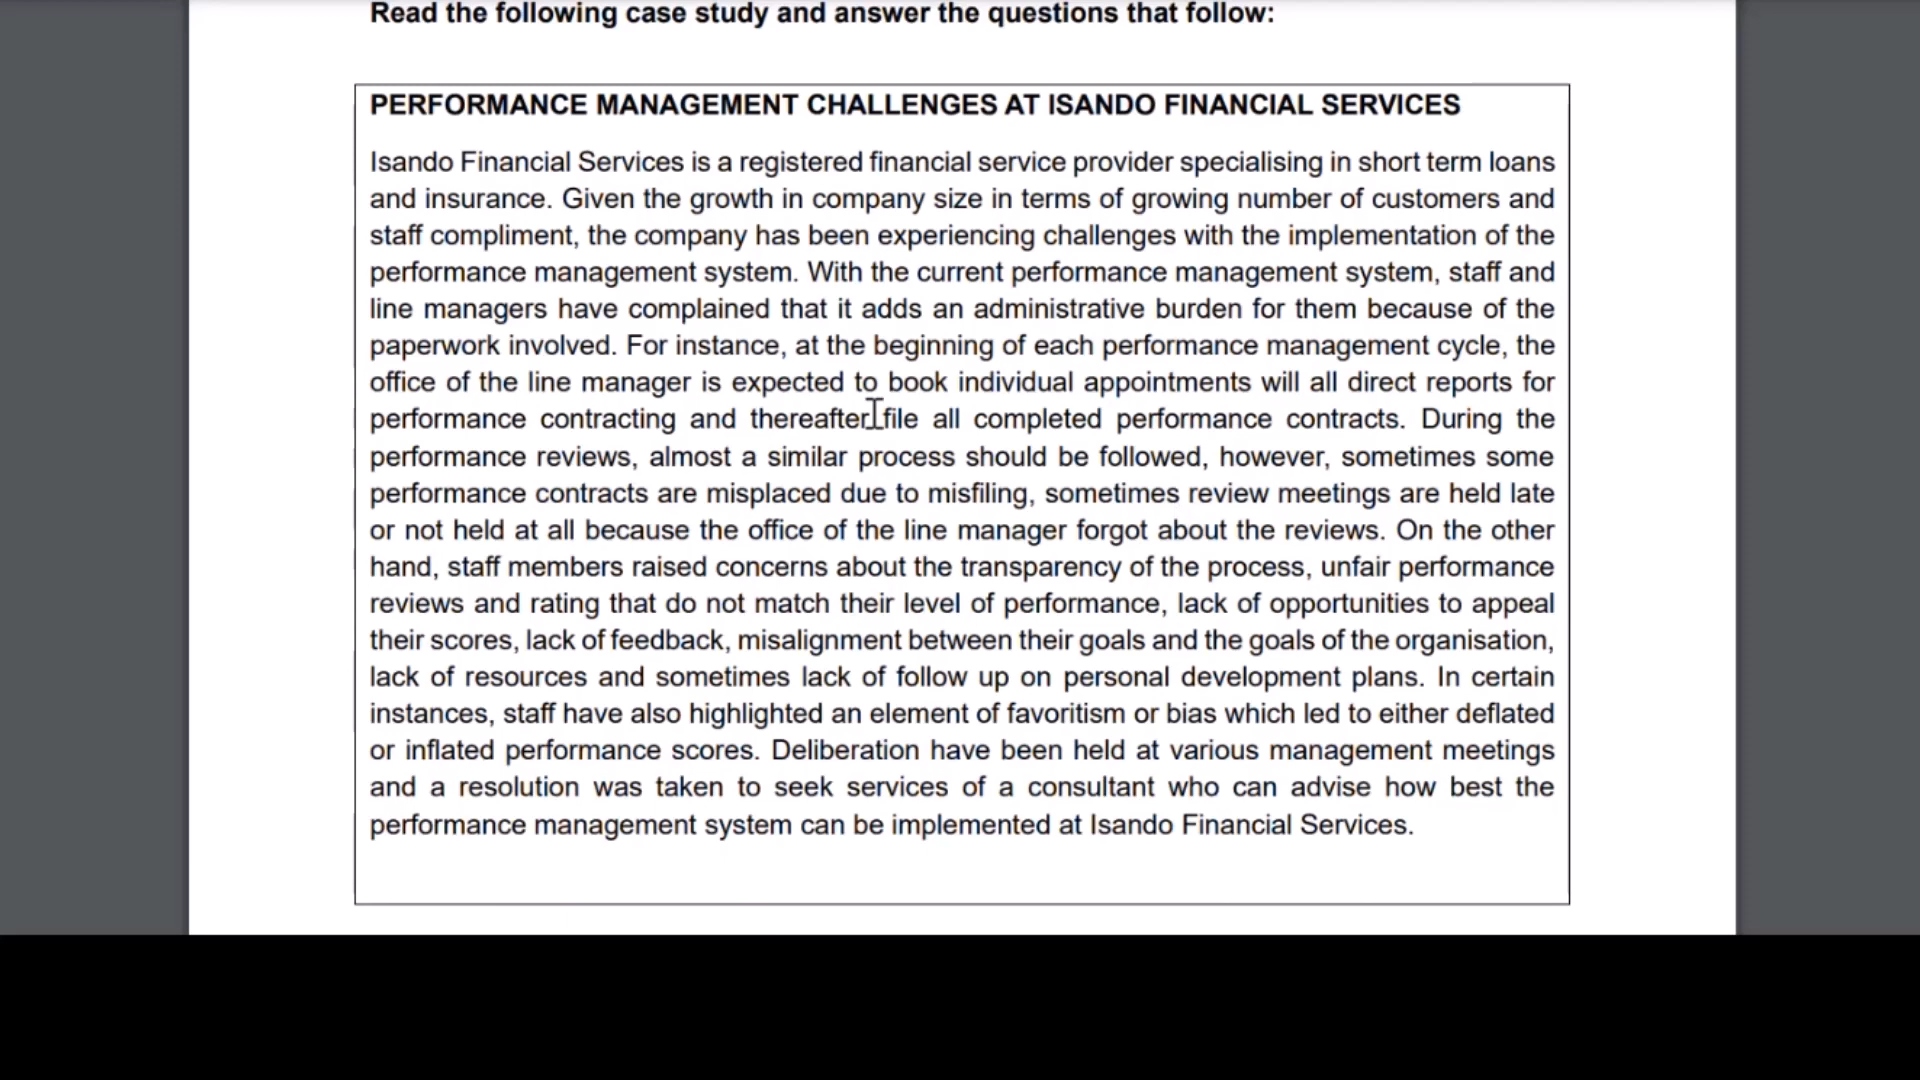 Read the following case study and answer the questions that follow:
PERFORMANCE MANAGEMENT CHALLENGES AT ISANDO FINANCIAL SERVICES
Isando Financial Services is a registered financial service provider specialising in short term loans
and insurance. Given the growth in company size in terms of growing number of customers and
staff compliment, the company has been experiencing challenges with the implementation of the
performance management system. With the current performance management system, staff and
line managers have complained that it adds an administrative burden for them because of the
paperwork involved. For instance, at the beginning of each performance management cycle, the
office of the line manager is expected to book individual appointments will all direct reports for
performance contracting and thereafter file all completed performance contracts. During the
performance reviews, almost a similar process should be followed, however, sometimes some
performance contracts are misplaced due to misfiling, sometimes review meetings are held late
or not held at all because the office of the line manager forgot about the reviews. On the other
hand, staff members raised concerns about the transparency of the process, unfair performance
reviews and rating that do not match their level of performance, lack of opportunities to appeal
their scores, lack of feedback, misalignment between their goals and the goals of the organisation,
lack of resources and sometimes lack of follow up on personal development plans. In certain
instances, staff have also highlighted an element of favoritism or bias which led to either deflated
or inflated performance scores. Deliberation have been held at various management meetings
and a resolution was taken to seek services of a consultant who can advise how best the
performance management system can be implemented at Isando Financial Services.